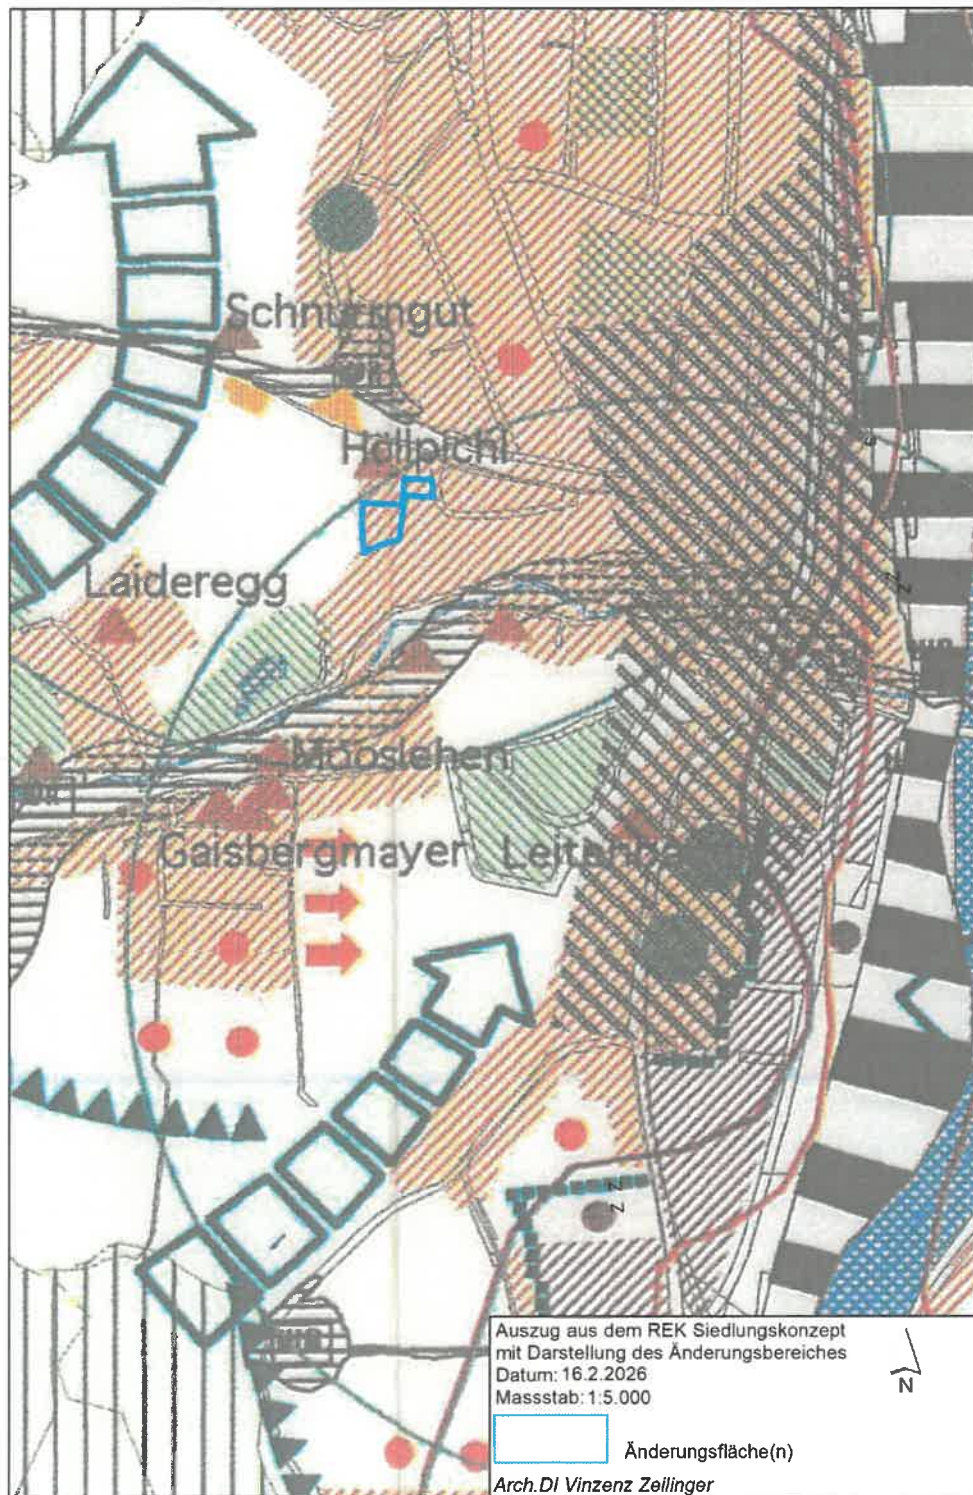 Schnurrngut
Höllpichl
Laideregg
Mooslehen
Gaisbergmayer
Auszug aus dem REK Siedlungskonzept
mit Darstellung des Änderungsbereiches
Datum: 16.2.2026
Massstab: 1:5.000
N
Änderungsfläche(n)
Arch.DI Vinzenz Zeilinger